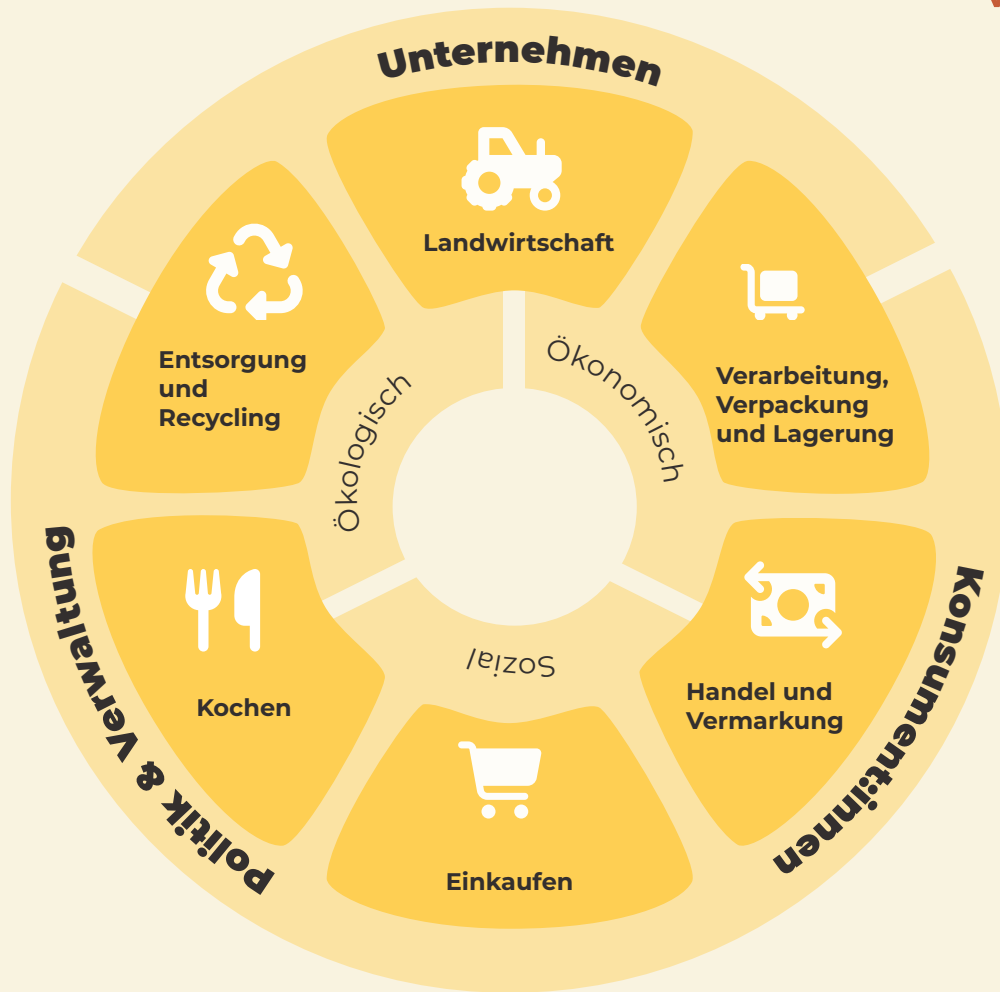 Unternehmen
Landwirtschaft
Ökonomisch
Verarbeitung,
Verpackung
und Lagerung
Konsument:innen
Handel und
Vermarkung
Sozial
Einkaufen
Politik & Verwaltung
Kochen
Ökologisch
Entsorgung
und
Recycling